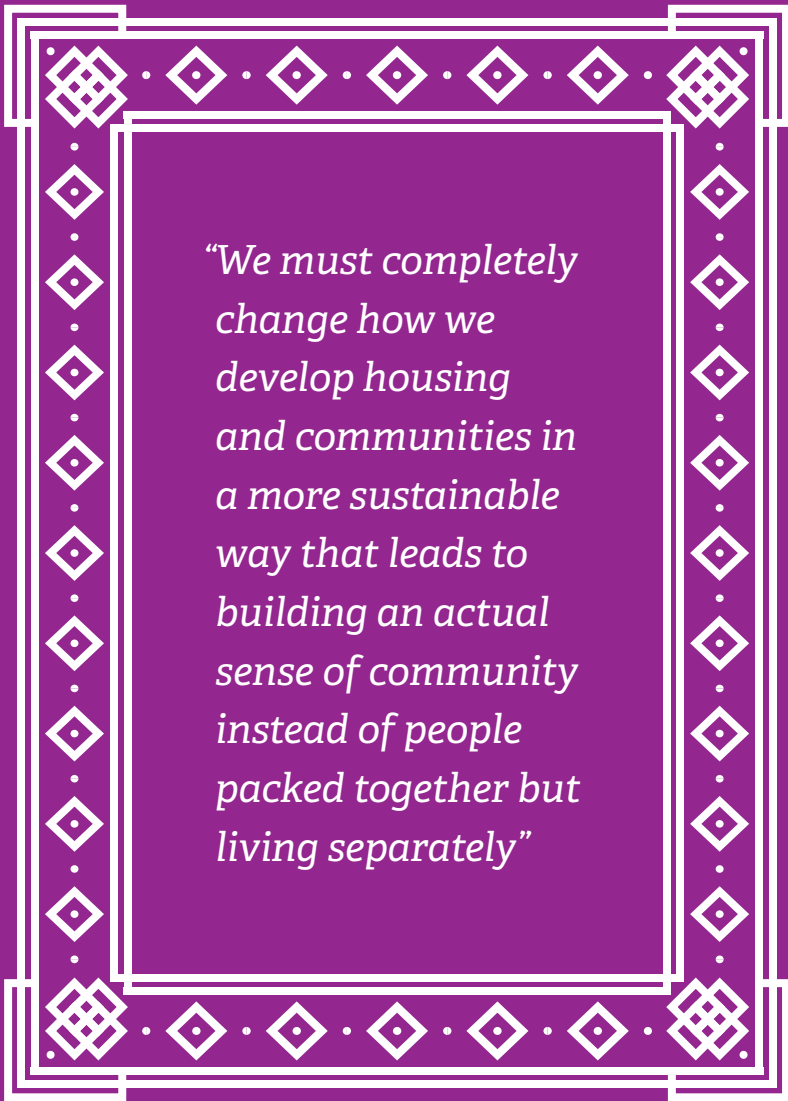 “We must completely
change how we
develop housing
and communities in
a more sustainable
way that leads to
building an actual
sense of community
instead of people
packed together but
living separately”